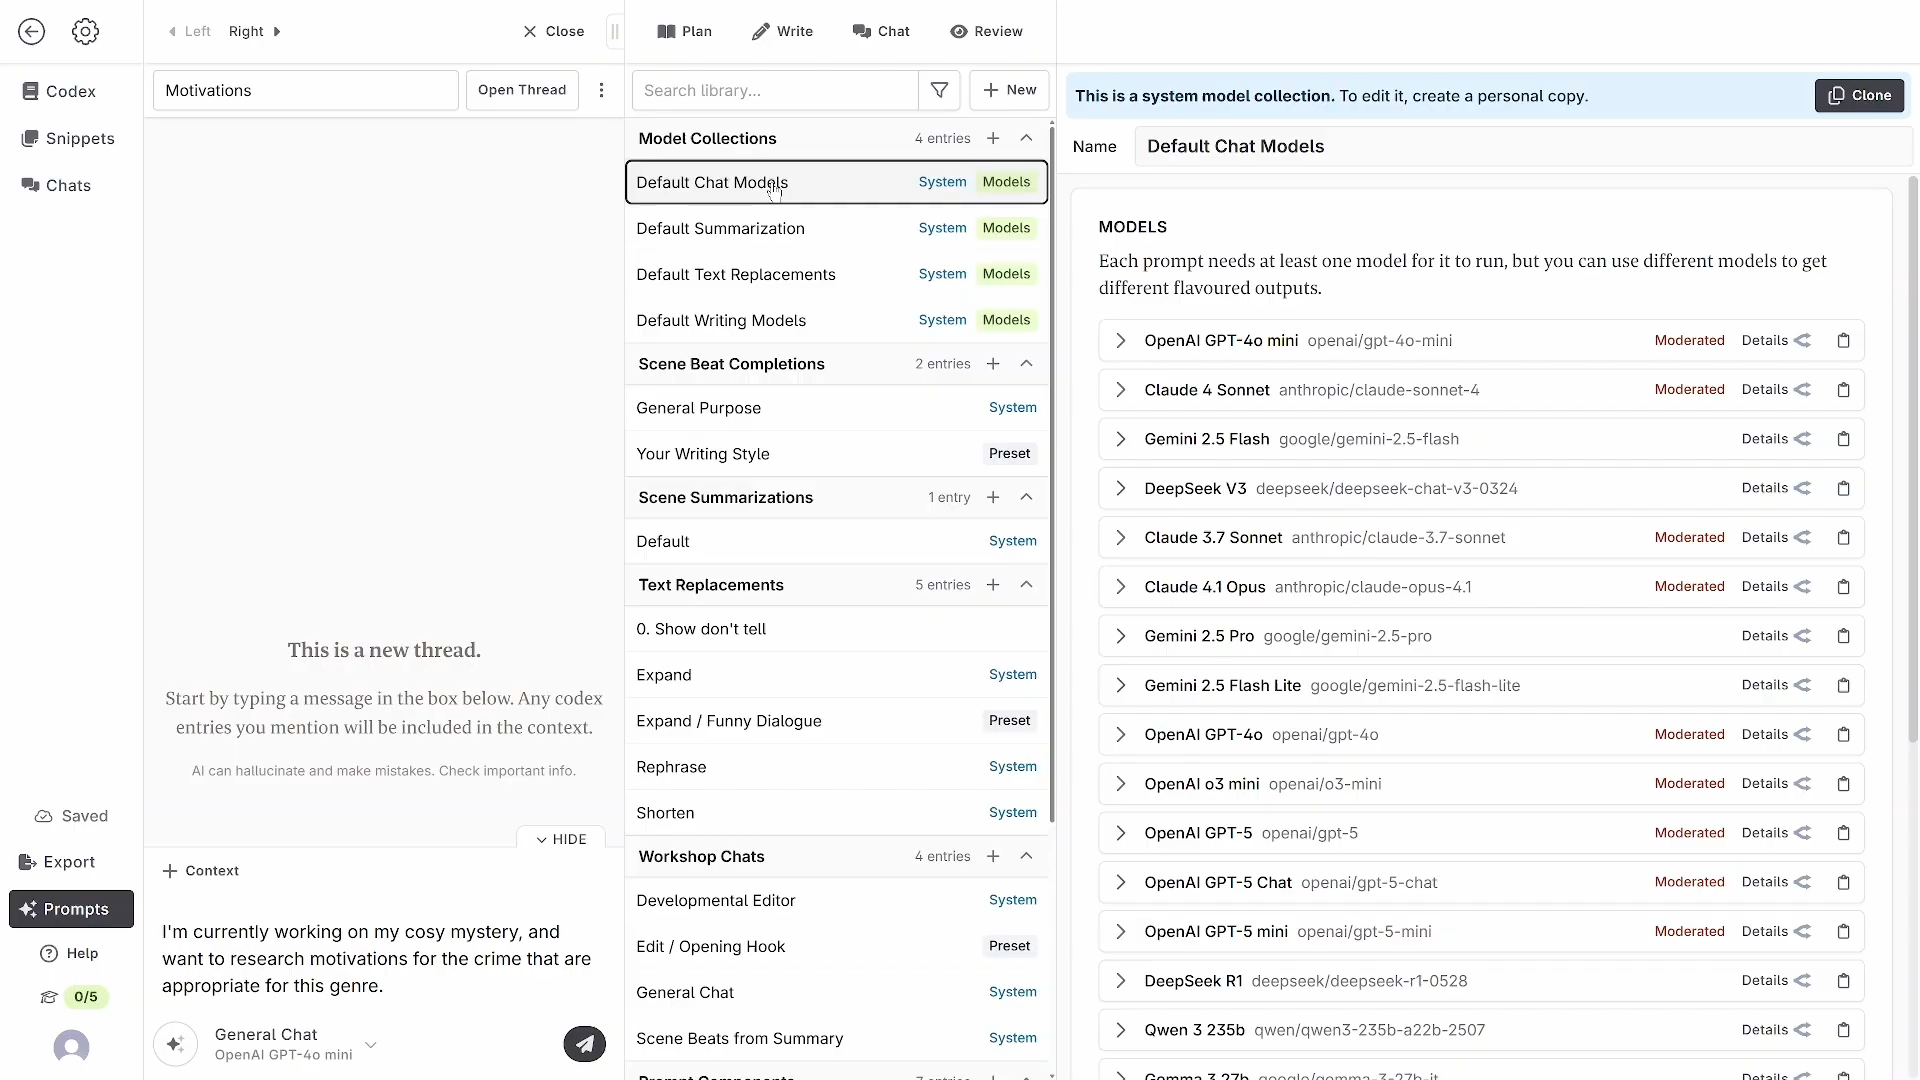 Left
Right
Close
Plan
Write
Chat
Review
Codex
Snippets
Chats
Saved
Export
Prompts
Help
0/5
Motivations
Open Thread
This is a new thread.
Start by typing a message in the box below. Any codex
entries you mention will be included in the context.
AI can hallucinate and make mistakes. Check important info.
HIDE
Context
I'm currently working on my cosy mystery, and
want to research motivations for the crime that are
appropriate for this genre.
General Chat
OpenAI GPT-4o mini
Search library...
New
Model Collections 4 entries
Default Chat Models System Models
Default Summarization System Models
Default Text Replacements System Models
Default Writing Models System Models
Scene Beat Completions 2 entries
General Purpose System
Your Writing Style Preset
Scene Summarizations 1 entry
Default System
Text Replacements 5 entries
0. Show don't tell
Expand System
Expand / Funny Dialogue Preset
Rephrase System
Shorten System
Workshop Chats 4 entries
Developmental Editor System
Edit / Opening Hook Preset
General Chat System
Scene Beats from Summary System
Prompt Components 7 entries
This is a system model collection. To edit it, create a personal copy.
Clone
Name Default Chat Models
MODELS
Each prompt needs at least one model for it to run, but you can use different models to get
different flavoured outputs.
OpenAI GPT-4o mini openai/gpt-4o-mini Moderated Details
Claude 4 Sonnet anthropic/claude-sonnet-4 Moderated Details
Gemini 2.5 Flash google/gemini-2.5-flash Details
DeepSeek V3 deepseek/deepseek-chat-v3-0324 Details
Claude 3.7 Sonnet anthropic/claude-3.7-sonnet Moderated Details
Claude 4.1 Opus anthropic/claude-opus-4.1 Moderated Details
Gemini 2.5 Pro google/gemini-2.5-pro Details
Gemini 2.5 Flash Lite google/gemini-2.5-flash-lite Details
OpenAI GPT-4o openai/gpt-4o Moderated Details
OpenAI o3 mini openai/o3-mini Moderated Details
OpenAI GPT-5 openai/gpt-5 Moderated Details
OpenAI GPT-5 Chat openai/gpt-5-chat Moderated Details
OpenAI GPT-5 mini openai/gpt-5-mini Moderated Details
DeepSeek R1 deepseek/deepseek-r1-0528 Details
Qwen 3 235b qwen/qwen3-235b-a22b-2507 Details
Gemma 3 27b google/gemma-3-27b-it Details